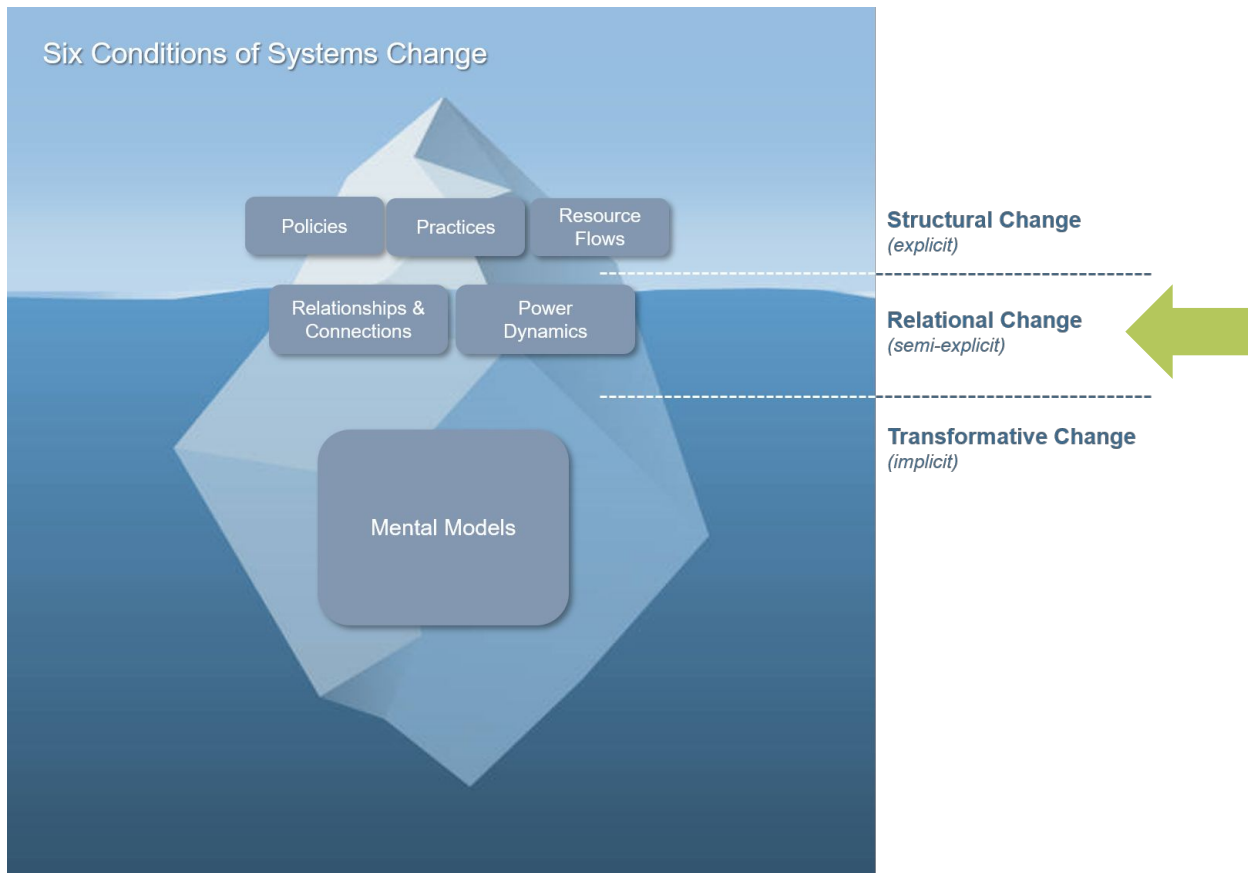 Six Conditions of Systems Change
Policies
Practices
Resource
Flows
Structural Change
(explicit)
Relationships &
Connections
Power
Dynamics
Relational Change
(semi-explicit)
Transformative Change
(implicit)
Mental Models